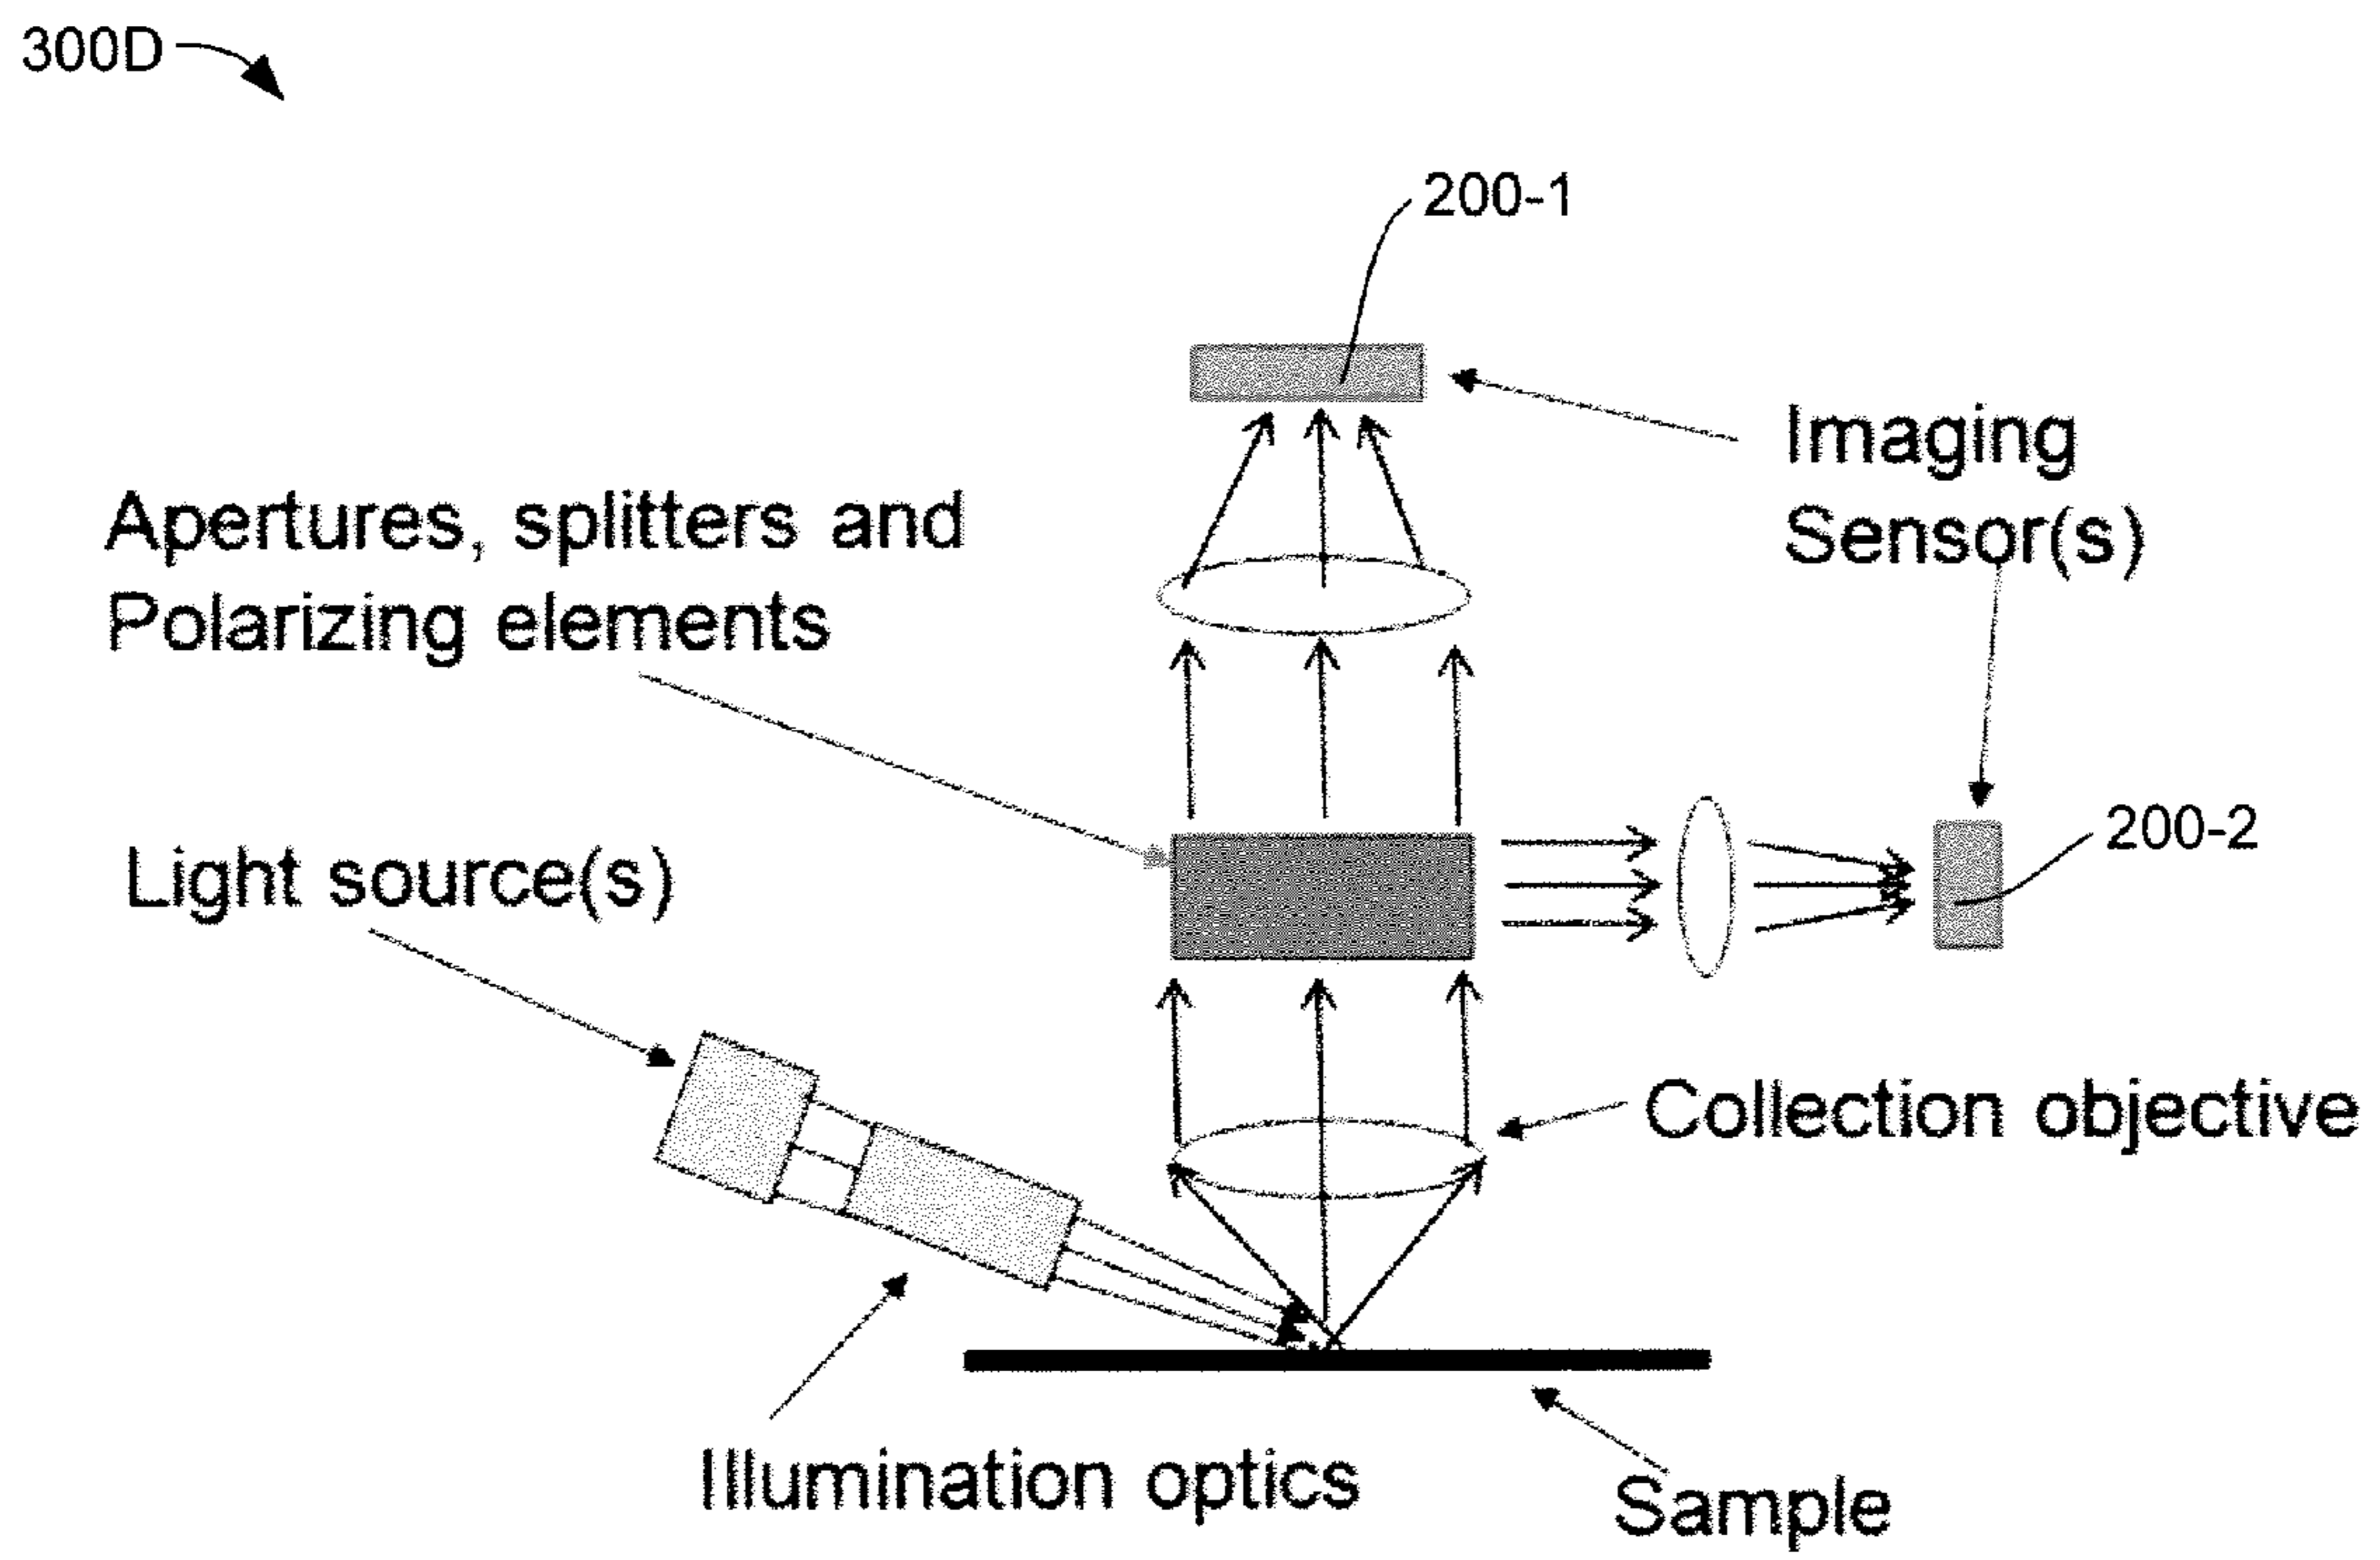 300D
200-1
Imaging
Sensor(s)
Apertures, splitters and
Polarizing elements
Light source(s)
200-2
Collection objective
Illumination optics
Sample